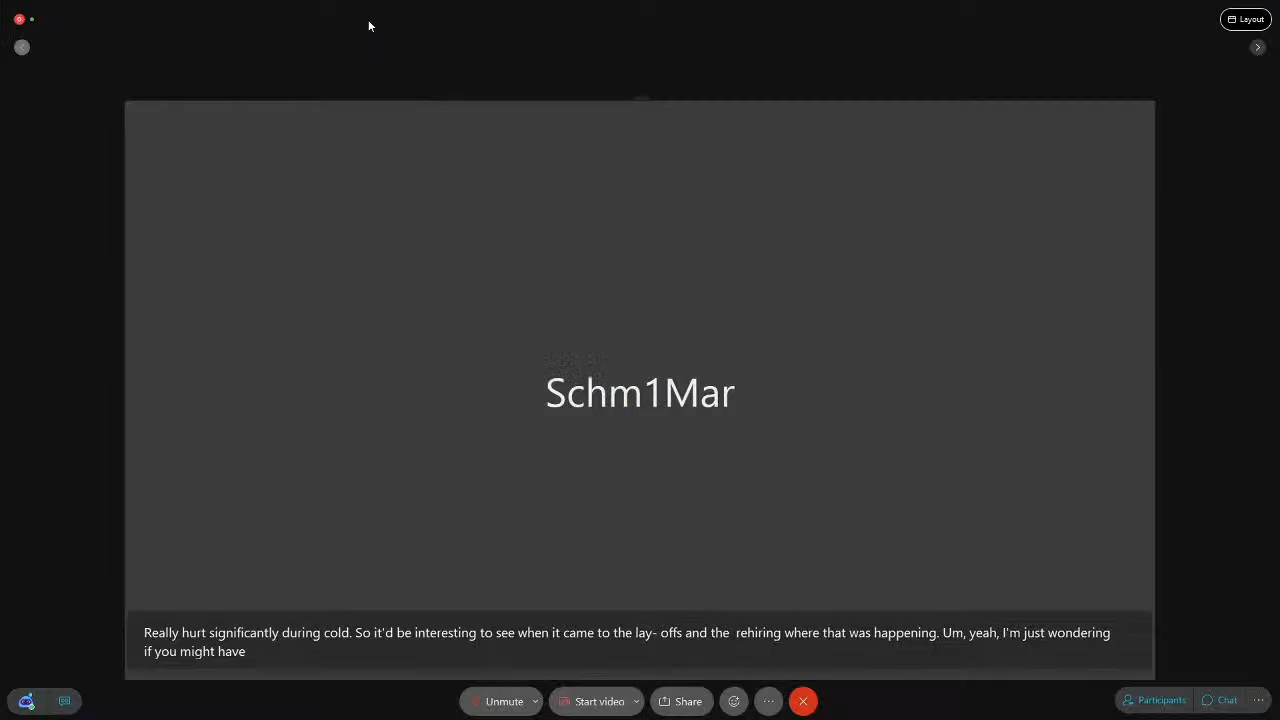 Layout
Schm1Mar
Really hurt significantly during cold. So it'd be interesting to see when it came to the lay- offs and the  rehiring where that was happening. Um, yeah, I'm just wondering
if you might have
Unmute
Start video
Share
Participants
Chat